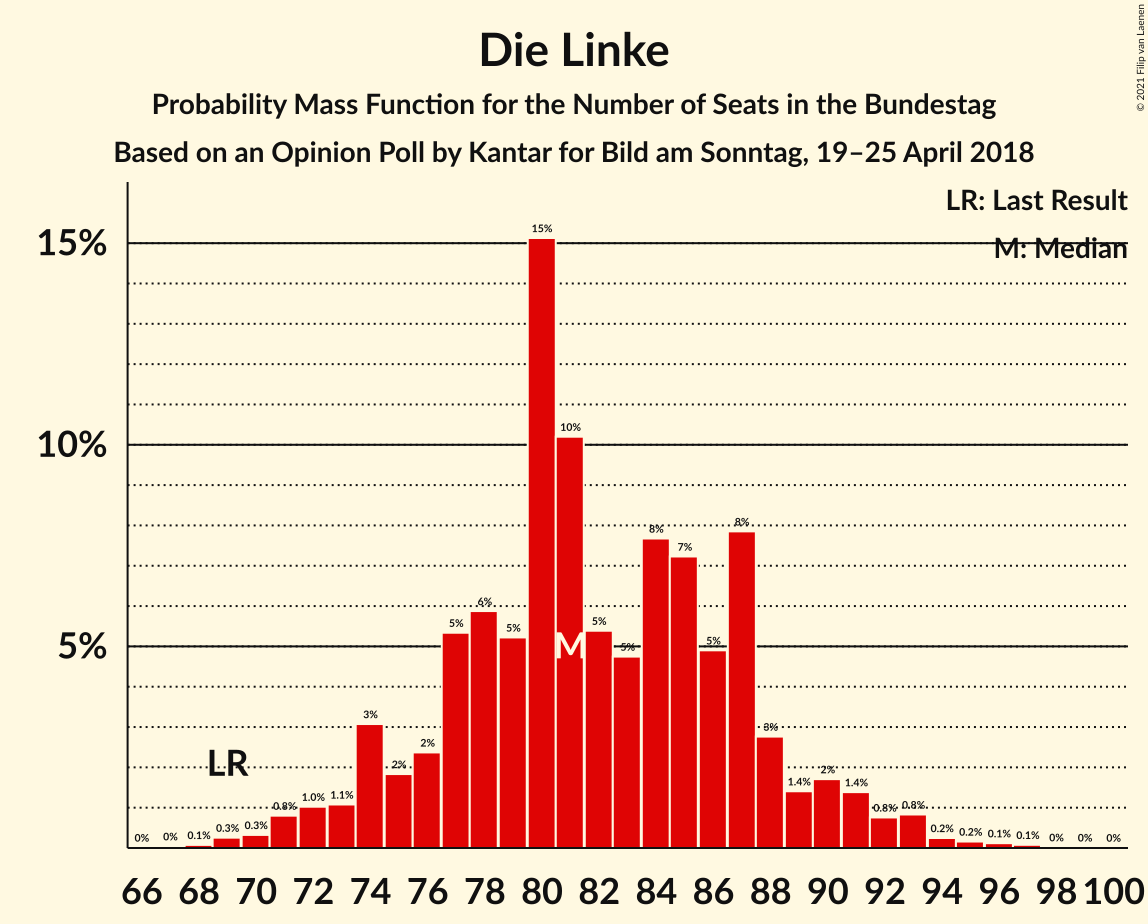 Die Linke
Probability Mass Function for the Number of Seats in the Bundestag
Based on an Opinion Poll by Kantar for Bild am Sonntag, 19–25 April 2018
© 2021 Filip van Laenen
LR: Last Result
M: Median
15%
10%
5%
LR
M
0% 0% 0.1% 0.3% 0.3% 0.8% 1.0% 1.1% 3% 2% 2% 5% 6% 5% 15% 10% 5% 5% 8% 7% 5% 8% 3% 1.4% 2% 1.4% 0.8% 0.8% 0.2% 0.2% 0.1% 0.1% 0% 0% 0%
66 68 70 72 74 76 78 80 82 84 86 88 90 92 94 96 98 100